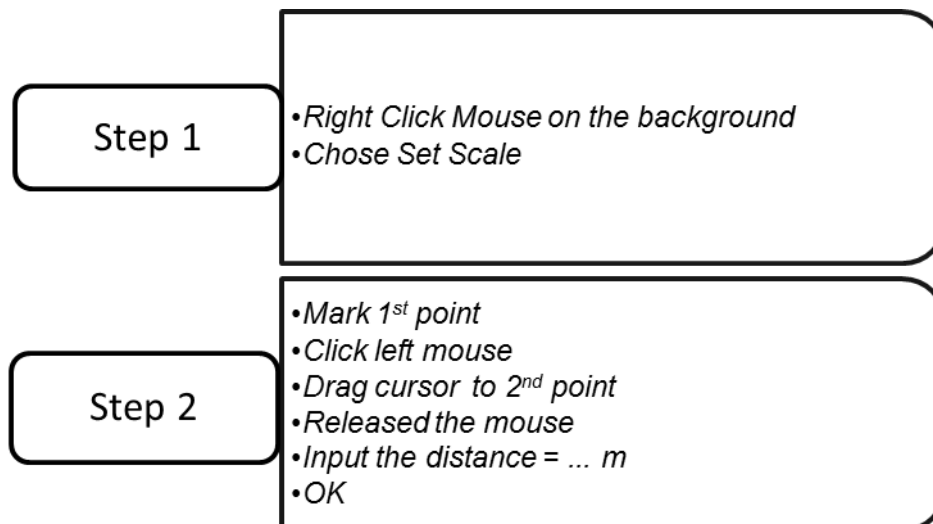 Step 1
•Right Click Mouse on the background
•Chose Set Scale
Step 2
•Mark 1st point
•Click left mouse
•Drag cursor to 2nd point
•Released the mouse
•Input the distance = ... m
•OK